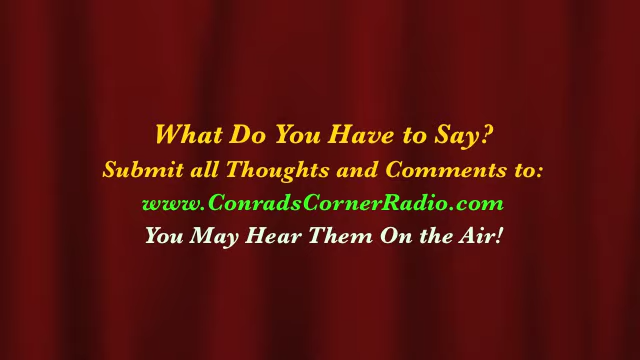 What Do You Have to Say?
Submit all Thoughts and Comments to:
www.ConradsCornerRadio.com
You May Hear Them On the Air!